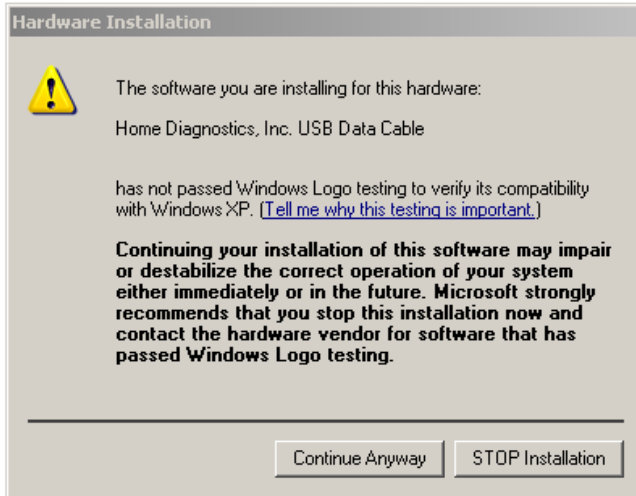 Hardware Installation
The software you are installing for this hardware:
Home Diagnostics, Inc. USB Data Cable
has not passed Windows Logo testing to verify its compatibility
with Windows XP. (Tell me why this testing is important.)
Continuing your installation of this software may impair
or destabilize the correct operation of your system
either immediately or in the future. Microsoft strongly
recommends that you stop this installation now and
contact the hardware vendor for software that has
passed Windows Logo testing.
Continue Anyway
STOP Installation